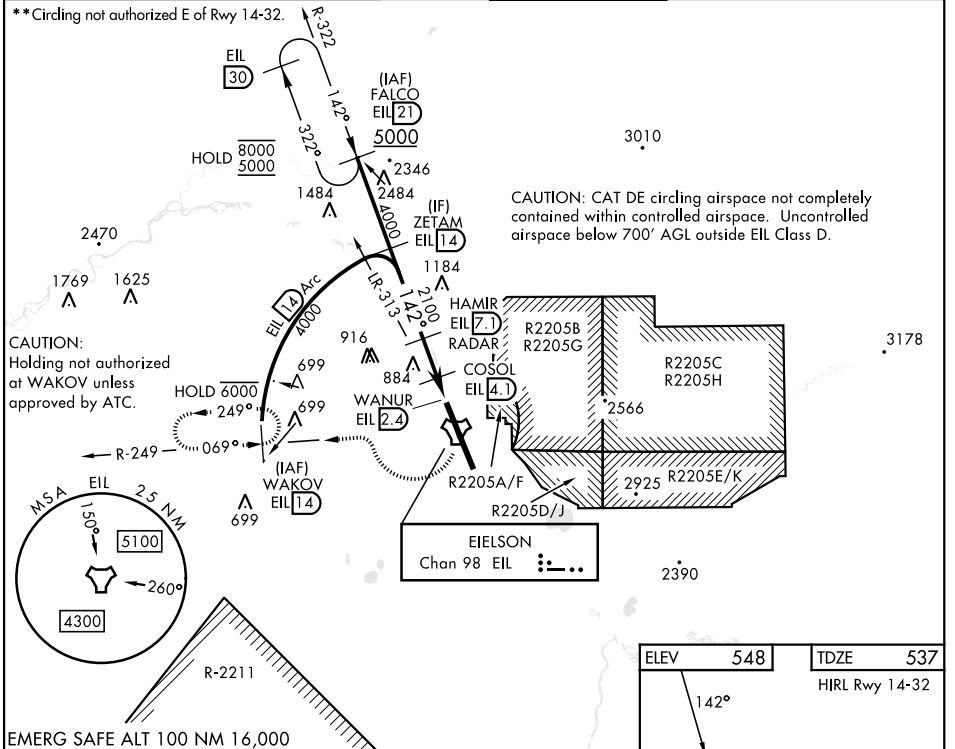 **Circling not authorized E of Rwy 14-32.
R-322
EIL
30
142°
322°
(IAF)
FALCO
EIL 21
5000
HOLD 8000
5000
2346
2484
1484
3010
CAUTION: CAT DE circling airspace not completely
contained within controlled airspace. Uncontrolled
airspace below 700' AGL outside EIL Class D.
4000
(IF)
ZETAM
EIL 14
2470
1769
1625
1184
EIL 14 Arc
4000
LR-313
2100
142°
HAMIR
EIL 7.1
RADAR
R2205B
R2205G
R2205C
R2205H
3178
CAUTION:
Holding not authorized
at WAKOV unless
approved by ATC.
916
699
884
COSOL
EIL 4.1
HOLD 6000
WANUR
EIL 2.4
2566
249°
699
069°
R-249
(IAF)
WAKOV
EIL 14
R2205A/F
R2205E/K
2925
R2205D/J
699
MSA EIL 25 NM
150°
5100
260°
4300
EIELSON
Chan 98 EIL
2390
R-2211
ELEV 548
TDZE 537
HIRL Rwy 14-32
142°
EMERG SAFE ALT 100 NM 16,000